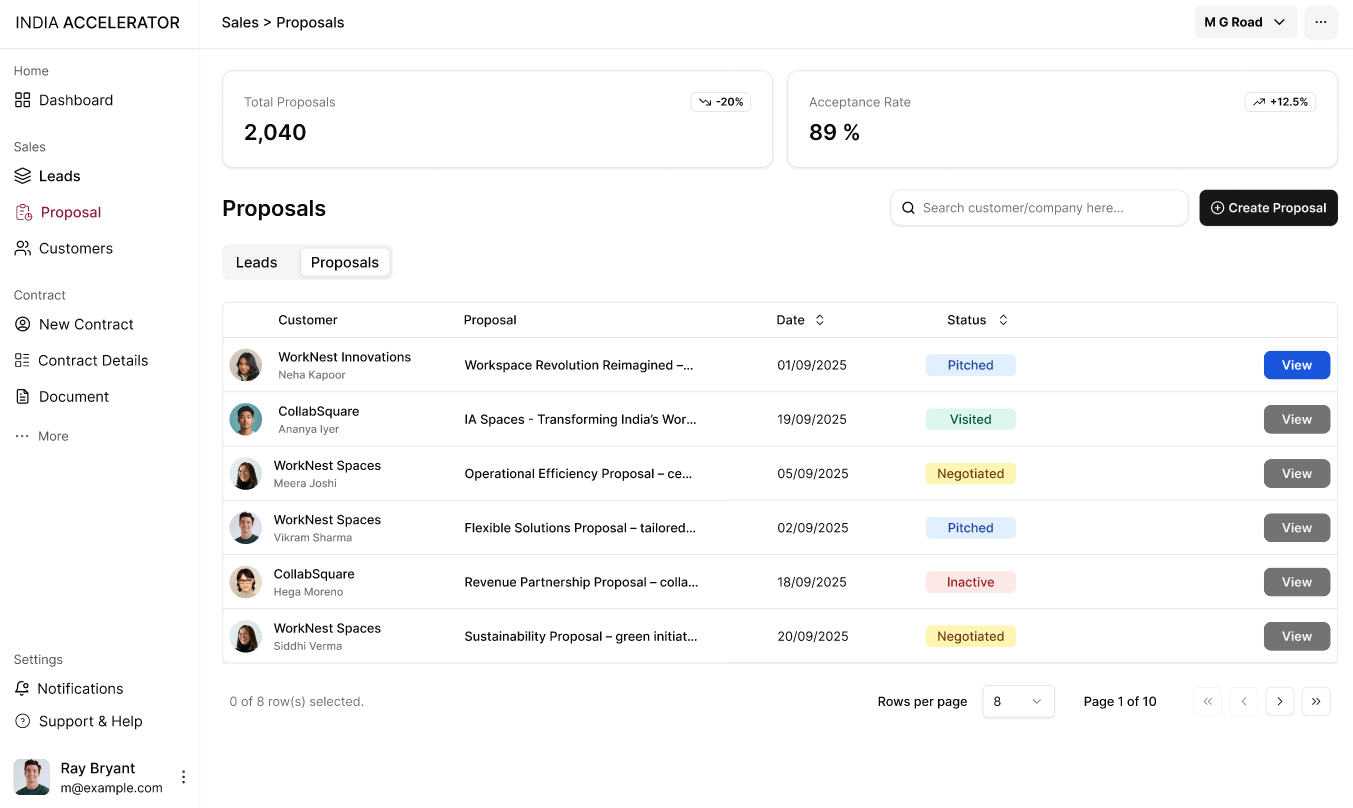 INDIA ACCELERATOR
Sales > Proposals
M G Road
Home
Dashboard
Sales
Leads
Proposal
Customers
Contract
New Contract
Contract Details
Document
More
Settings
Notifications
Support & Help
Ray Bryant
m@example.com
Total Proposals
-20%
2,040
Acceptance Rate
+12.5%
89 %
Proposals
Search customer/company here...
Create Proposal
Leads Proposals
Customer Proposal Date Status
WorkNest Innovations
Neha Kapoor
Workspace Revolution Reimagined –... 01/09/2025 Pitched View
CollabSquare
Ananya Iyer
IA Spaces - Transforming India’s Wor... 19/09/2025 Visited View
WorkNest Spaces
Meera Joshi
Operational Efficiency Proposal – ce... 05/09/2025 Negotiated View
WorkNest Spaces
Vikram Sharma
Flexible Solutions Proposal – tailored... 02/09/2025 Pitched View
CollabSquare
Hega Moreno
Revenue Partnership Proposal – colla... 18/09/2025 Inactive View
WorkNest Spaces
Siddhi Verma
Sustainability Proposal – green initiat... 20/09/2025 Negotiated View
0 of 8 row(s) selected.
Rows per page 8 Page 1 of 10